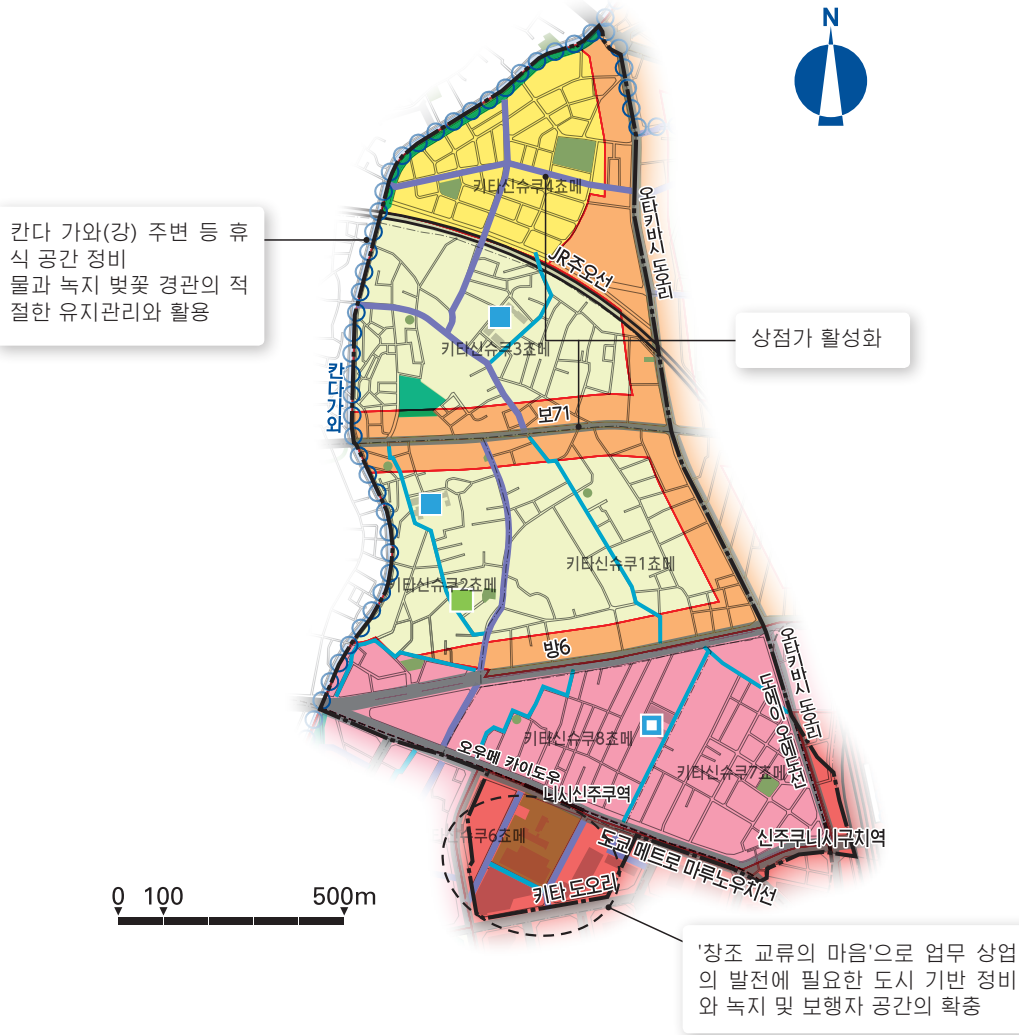 N
키타신슈쿠4쵸메
오타키바시 도오리
칸다 가와(강) 주변 등 휴
식 공간 정비
물과 녹지 벚꽃 경관의 적
절한 유지관리와 활용
JR주오선
상점가 활성화
키타신슈쿠3쵸메
칸다가와
보71
키타신슈쿠1쵸메
키타신슈쿠2쵸메
방6
오타키바시 도오리
도에이 오에도선
키타신슈쿠8쵸메
오우메 카이도우
키타신슈쿠7쵸메
니시신주쿠역
신주쿠니시구치역
슈쿠6쵸메
도쿄 메트로 마루노우치선
키타 도오리
0 100 500m
'창조 교류의 마음'으로 업무 상업
의 발전에 필요한 도시 기반 정비
와 녹지 및 보행자 공간의 확충